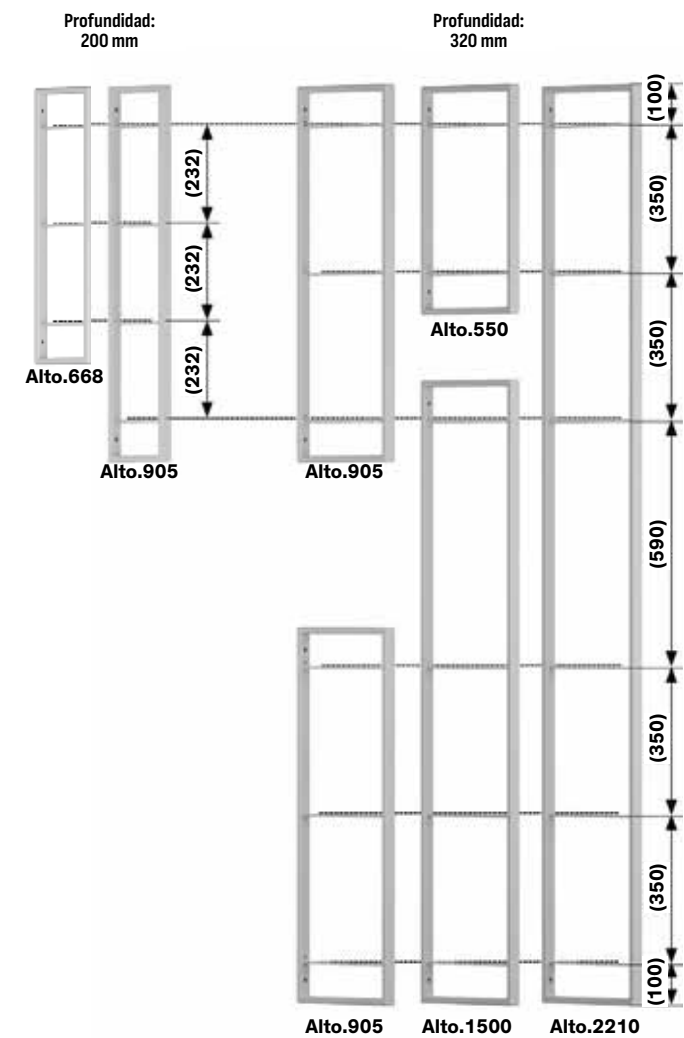 Profundidad:
200 mm
Profundidad:
320 mm
(100)
(232)
(350)
(232)
Alto.550
(350)
(232)
Alto.668
Alto.905
Alto.905
(590)
(350)
(350)
(100)
Alto.905
Alto.1500
Alto.2210